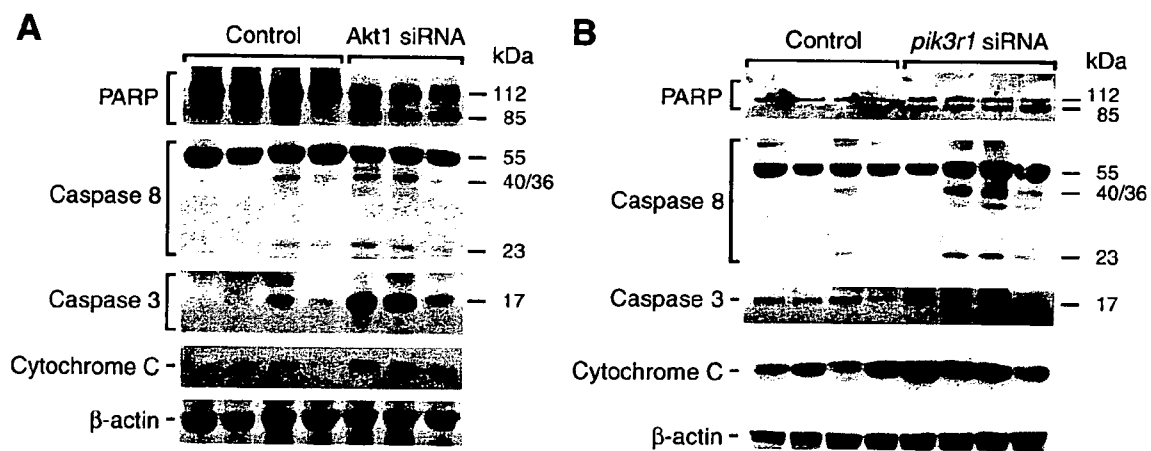 A
Control Akt1 siRNA
kDa
PARP
112
85
Caspase 8
55
40/36
23
Caspase 3
17
Cytochrome C -
β-actin -
B
Control pik3r1 siRNA
kDa
PARP
112
85
Caspase 8
55
40/36
23
Caspase 3 -
17
Cytochrome C -
β-actin -